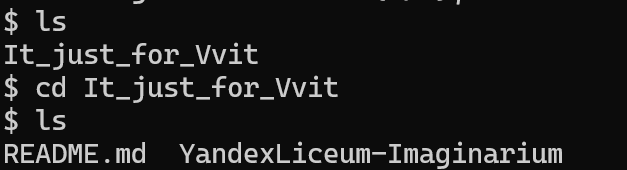 $ ls
It_just_for_Vvit
$ cd It_just_for_Vvit
$ ls
README.md  YandexLiceum-Imaginarium